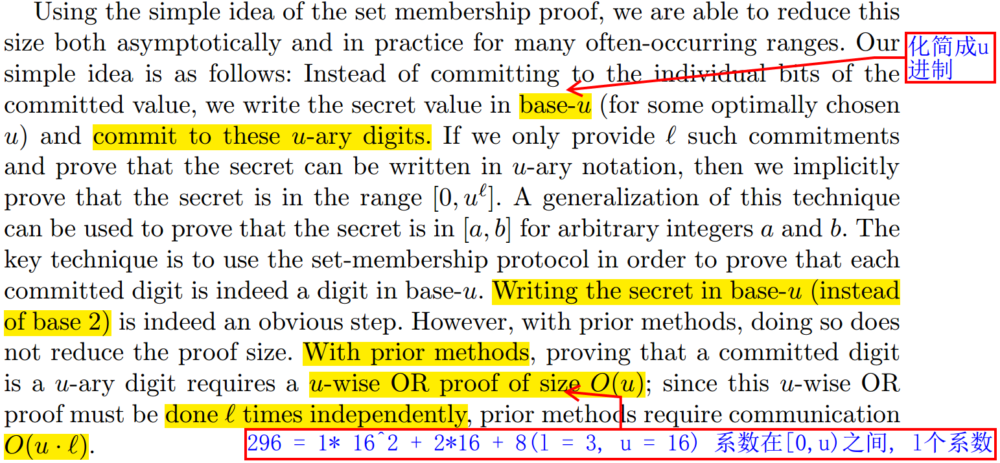 Using the simple idea of the set membership proof, we are able to reduce this
size both asymptotically and in practice for many often-occurring ranges. Our
simple idea is as follows: Instead of committing to the individual bits of the
committed value, we write the secret value in base-u (for some optimally chosen
u) and commit to these u-ary digits. If we only provide ℓ such commitments
and prove that the secret can be written in u-ary notation, then we implicitly
prove that the secret is in the range [0, u^ℓ]. A generalization of this technique
can be used to prove that the secret is in [a, b] for arbitrary integers a and b. The
key technique is to use the set-membership protocol in order to prove that each
committed digit is indeed a digit in base-u. Writing the secret in base-u (instead
of base 2) is indeed an obvious step. However, with prior methods, doing so does
not reduce the proof size. With prior methods, proving that a committed digit
is a u-ary digit requires a u-wise OR proof of size O(u); since this u-wise OR
proof must be done ℓ times independently, prior methods require communication
O(u · ℓ).
化简成u
进制
296 = 1* 16^2 + 2*16 + 8(l = 3, u = 16) 系数在[0,u)之间, l个系数